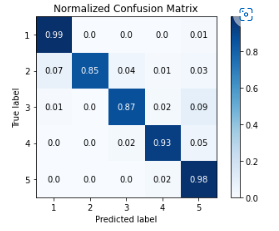 Normalized Confusion Matrix
1 0.99 0.0 0.0 0.0 0.01
2 0.07 0.85 0.04 0.01 0.03
3 0.01 0.0 0.87 0.02 0.09
4 0.0 0.0 0.02 0.93 0.05
5 0.0 0.0 0.0 0.02 0.98
1 2 3 4 5
Predicted label
True label
0.8
0.6
0.4
0.2
0.0